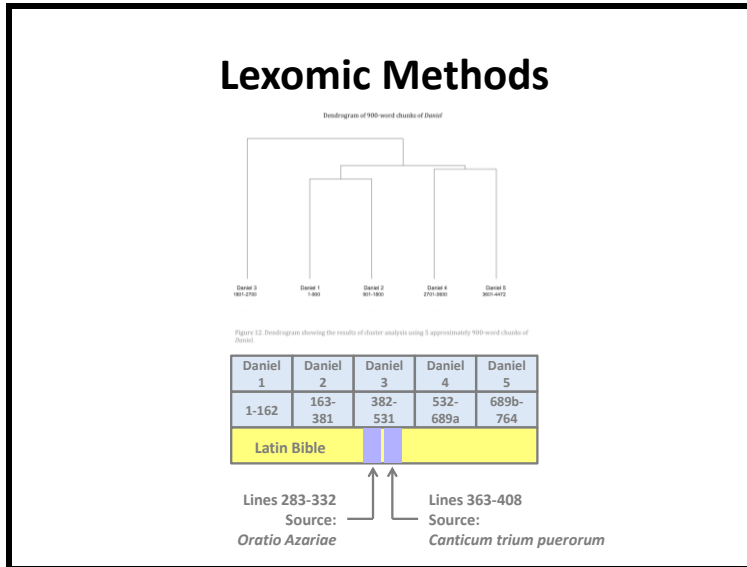 Lexomic Methods
Dendrogram of 900-word chunks of Daniel
Daniel 3 Daniel 1 Daniel 2 Daniel 4 Daniel 5
1801-2700 1-900 901-1800 2701-3600 3601-4472
Figure 12. Dendrogram showing the results of cluster analysis using 5 approximately 900-word chunks of
Daniel
Daniel Daniel Daniel Daniel Daniel
1 2 3 4 5
1-162 163-381 382-531 532-689a 689b-764
Latin Bible
Lines 283-332 Lines 363-408
Source: Source:
Oratio Azariae Canticum trium puerorum